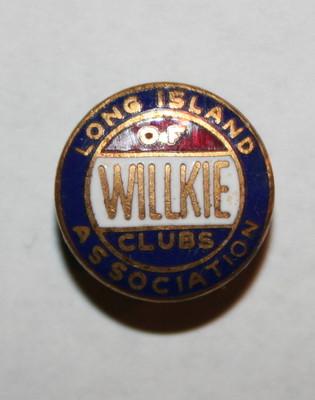 LONG ISLAND
ASSOCIATION
OF
WILLKIE
CLUBS